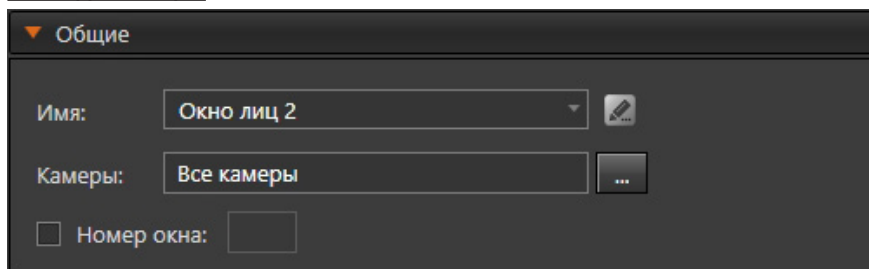 Общие
Имя: Окно лиц 2
Камеры: Все камеры ...
Номер окна: